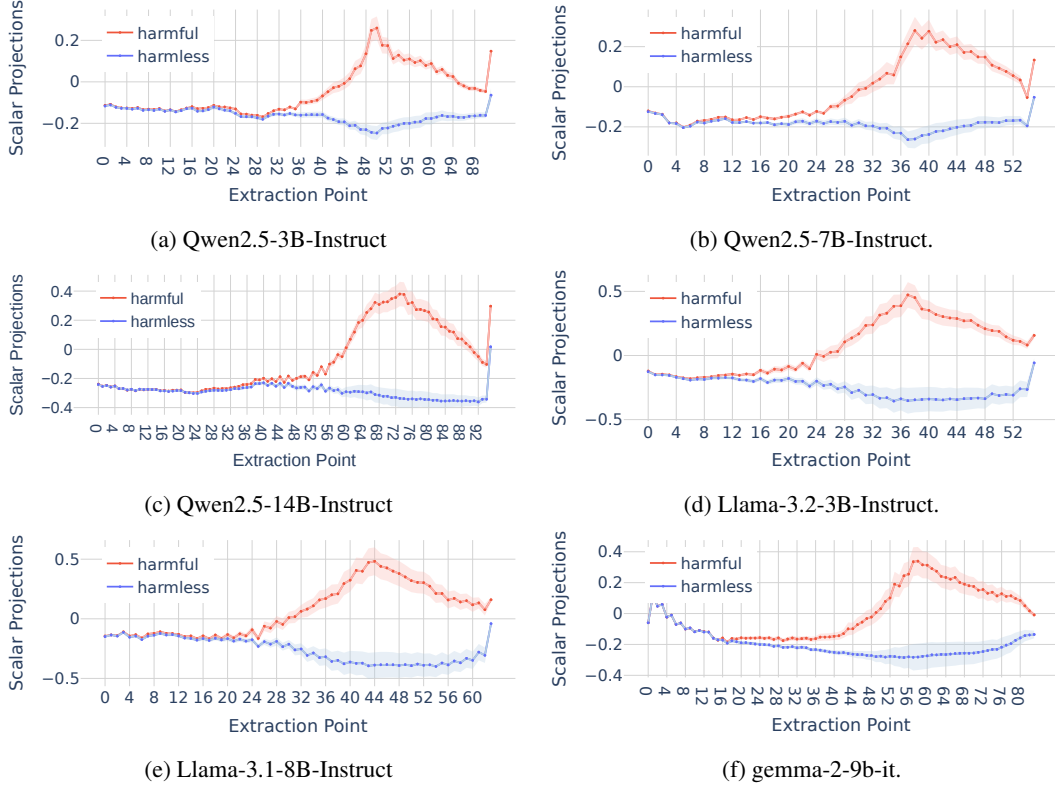 Scalar Projections
0.2
0
−0.2
harmful
harmless
0 4 8 12 16 20 24 28 32 36 40 44 48 52 56 60 64 68
Extraction Point
(a) Qwen2.5-3B-Instruct
Scalar Projections
0.2
0
−0.2
harmful
harmless
0 4 8 12 16 20 24 28 32 36 40 44 48 52
Extraction Point
(b) Qwen2.5-7B-Instruct.
Scalar Projections
0.4
0.2
0
−0.2
−0.4
harmful
harmless
0 4 8 12 16 20 24 28 32 36 40 44 48 52 56 60 64 68 72 76 80 84 88 92
Extraction Point
(c) Qwen2.5-14B-Instruct
Scalar Projections
0.5
0
−0.5
harmful
harmless
0 4 8 12 16 20 24 28 32 36 40 44 48 52
Extraction Point
(d) Llama-3.2-3B-Instruct.
Scalar Projections
0.5
0
−0.5
harmful
harmless
0 4 8 12 16 20 24 28 32 36 40 44 48 52 56 60
Extraction Point
(e) Llama-3.1-8B-Instruct
Scalar Projections
0.4
0.2
0
−0.2
−0.4
harmful
harmless
0 4 8 12 16 20 24 28 32 36 40 44 48 52 56 60 64 68 72 76 80
Extraction Point
(f) gemma-2-9b-it.